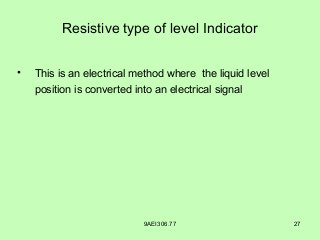 Resistive type of level Indicator
• This is an electrical method where the liquid level
position is converted into an electrical signal
9AEI306.77
27